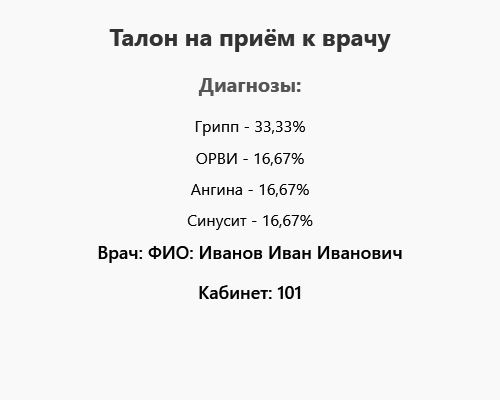 Талон на приём к врачу
Диагнозы:
Грипп - 33,33%
ОРВИ - 16,67%
Ангина - 16,67%
Синусит - 16,67%
Врач: ФИО: Иванов Иван Иванович
Кабинет: 101